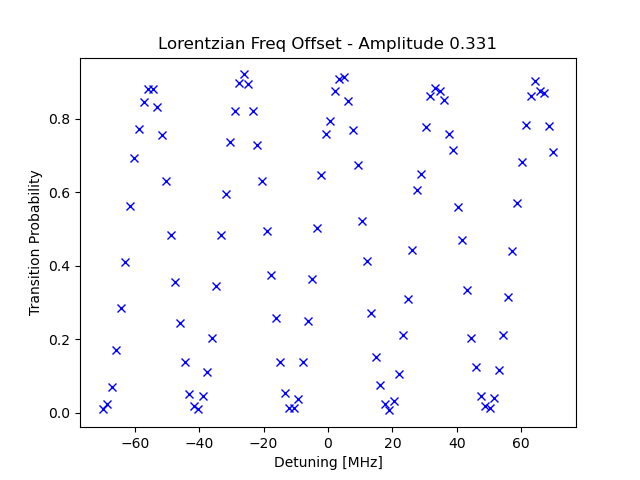 Lorentzian Freq Offset - Amplitude 0.331
Transition Probability
0.8
0.6
0.4
0.2
0.0
−60 −40 −20 0 20 40 60
Detuning [MHz]